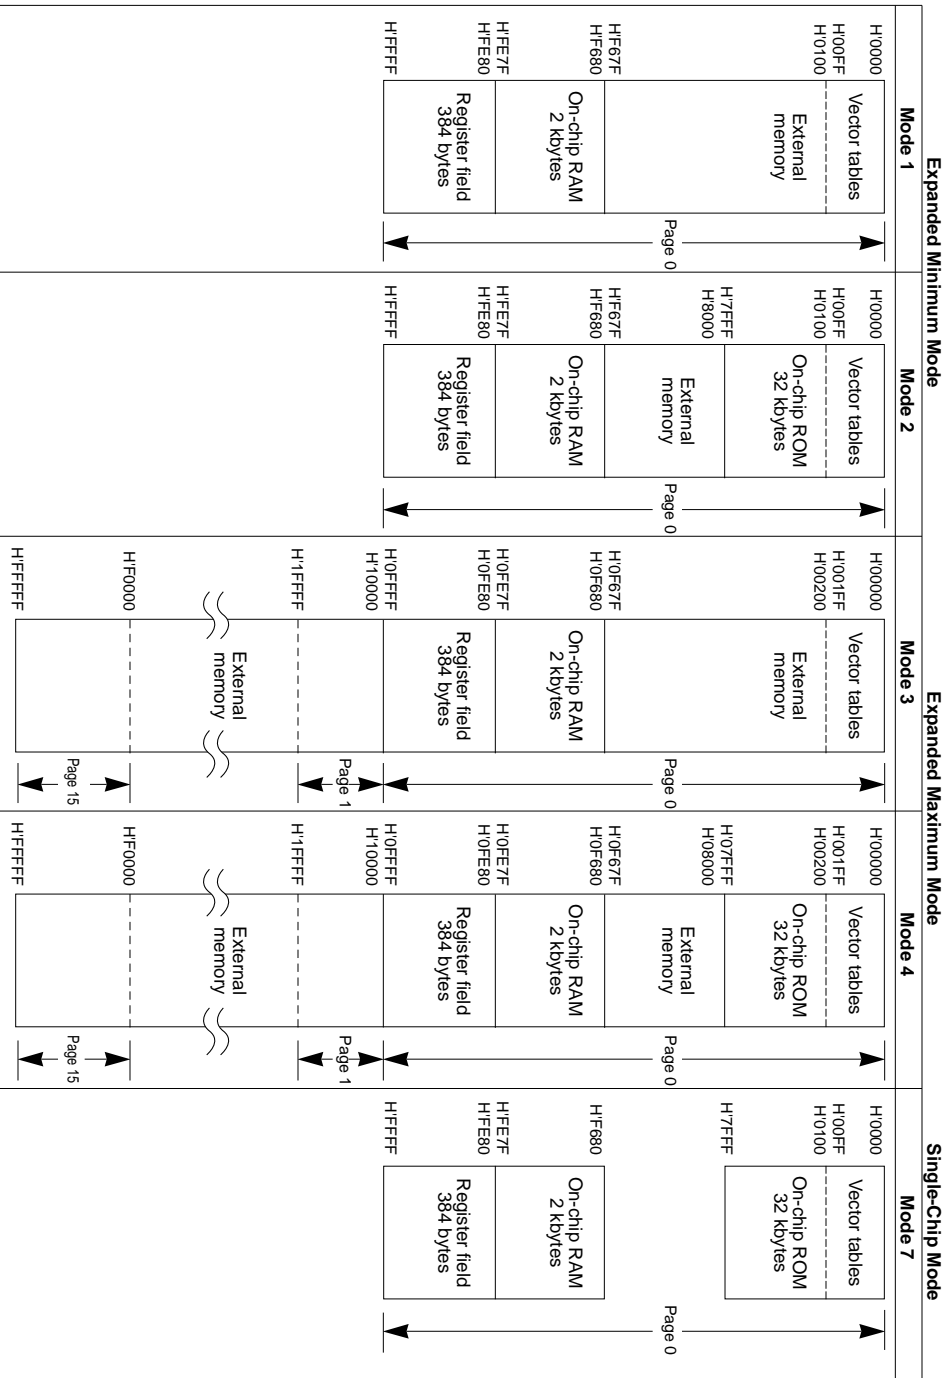 Expanded Minimum Mode
Mode 1
H'0000
Vector tables
H'00FF
H'0100
External
memory
H'F67F
H'F680
On-chip RAM
2 kbytes
H'FE7F
H'FE80
Register field
384 bytes
H'FFFF
Page 0
Mode 2
H'0000
Vector tables
H'00FF
H'0100
On-chip ROM
32 kbytes
H'7FFF
H'8000
External
memory
H'F67F
H'F680
On-chip RAM
2 kbytes
H'FE7F
H'FE80
Register field
384 bytes
H'FFFF
Page 0
Expanded Maximum Mode
Mode 3
H'00000
Vector tables
H'001FF
H'00200
External
memory
H'0F67F
H'0F680
On-chip RAM
2 kbytes
H'0FE7F
H'0FE80
Register field
384 bytes
H'0FFFF
H'10000
H'1FFFF
External
memory
H'F0000
H'FFFFF
Page 0
Page 1
Page 15
Mode 4
H'00000
Vector tables
H'001FF
H'00200
On-chip ROM
32 kbytes
H'07FFF
H'08000
External
memory
H'0F67F
H'0F680
On-chip RAM
2 kbytes
H'0FE7F
H'0FE80
Register field
384 bytes
H'0FFFF
H'10000
H'1FFFF
External
memory
H'F0000
H'FFFFF
Page 0
Page 1
Page 15
Single-Chip Mode
Mode 7
H'0000
Vector tables
H'00FF
H'0100
On-chip ROM
32 kbytes
H'7FFF
H'F680
On-chip RAM
2 kbytes
H'FE7F
H'FE80
Register field
384 bytes
H'FFFF
Page 0